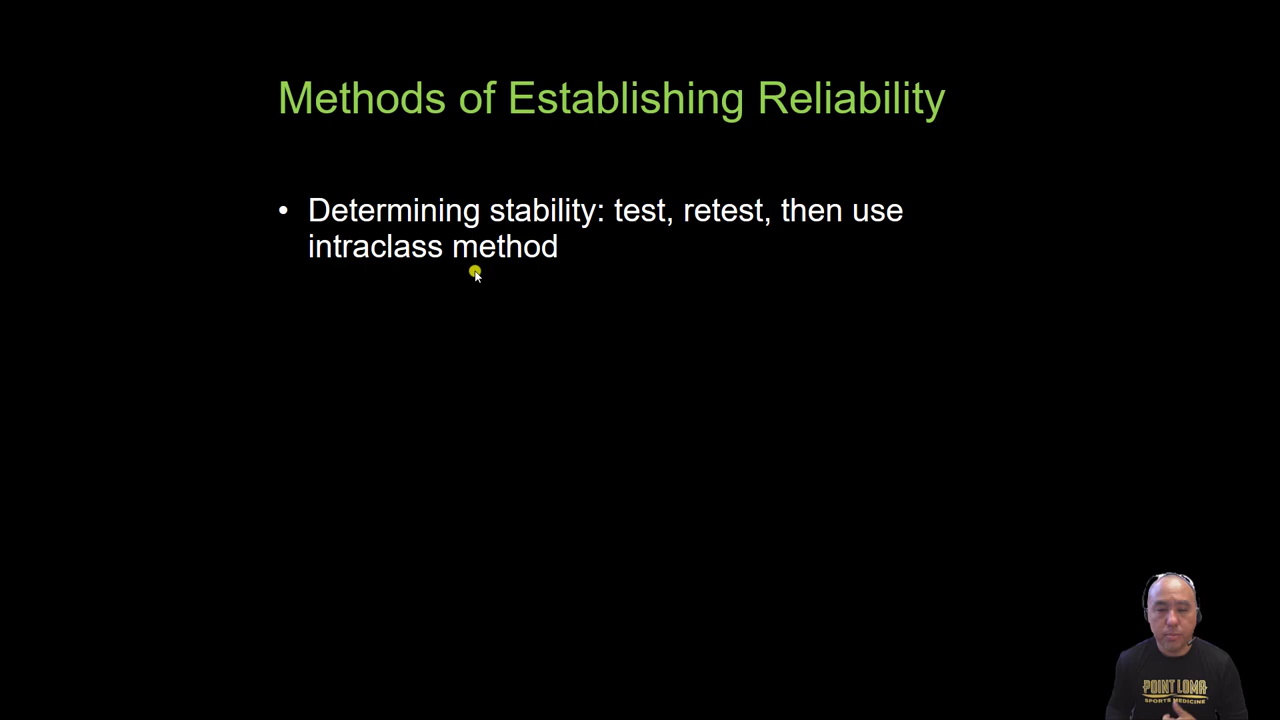 Methods of Establishing Reliability
• Determining stability: test, retest, then use
intraclass method
POINT LOMA
SPORTS MEDICINE